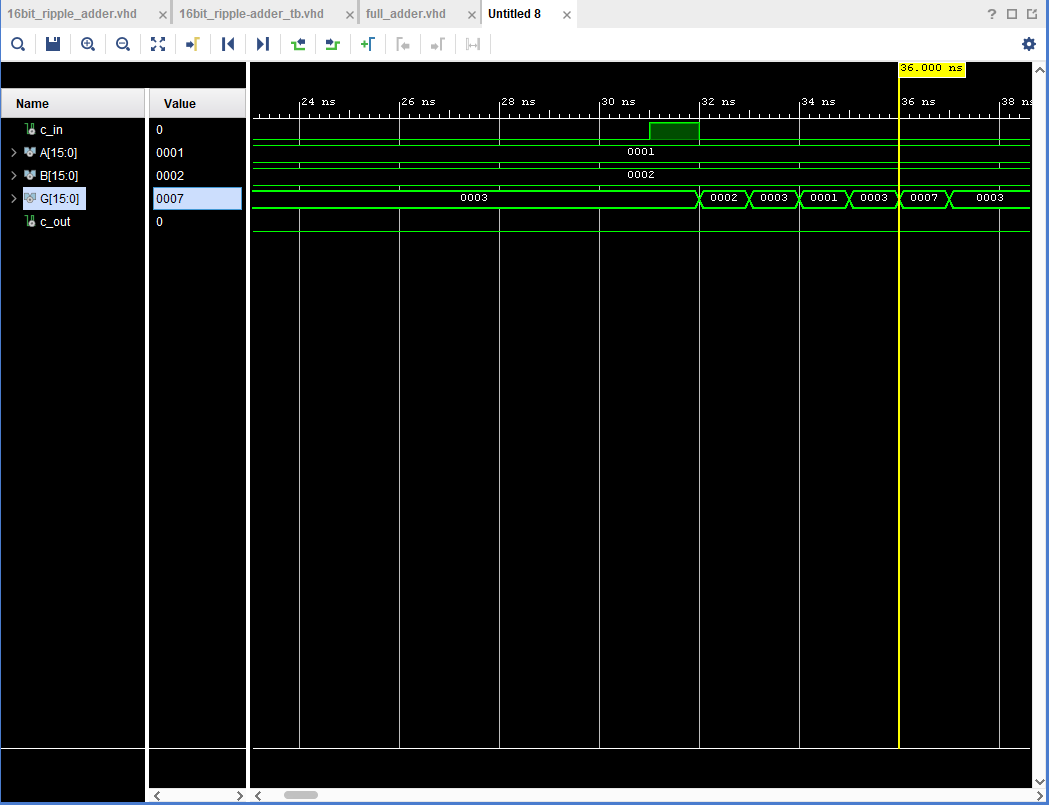 16bit_ripple_adder.vhd × 16bit_ripple-adder_tb.vhd × full_adder.vhd × Untitled 8 × ?
36.000 ns
Name Value 24 ns 26 ns 28 ns 30 ns 32 ns 34 ns 36 ns 38 ns
c_in 0
A[15:0] 0001 0001
B[15:0] 0002 0002
G[15:0] 0007 0003 0002 0003 0001 0003 0007 0003
c_out 0